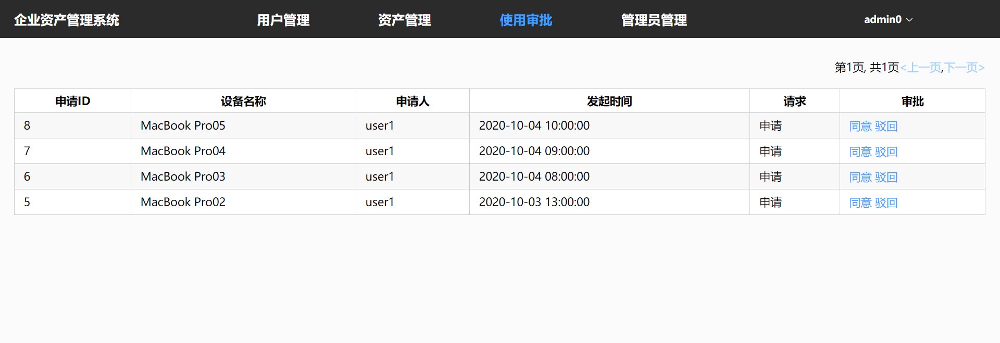 企业资产管理系统 用户管理 资产管理 使用审批 管理员管理 admin0
第1页, 共1页<上一页,下一页>
申请ID 设备名称 申请人 发起时间 请求 审批
8 MacBook Pro05 user1 2020-10-04 10:00:00 申请 同意 驳回
7 MacBook Pro04 user1 2020-10-04 09:00:00 申请 同意 驳回
6 MacBook Pro03 user1 2020-10-04 08:00:00 申请 同意 驳回
5 MacBook Pro02 user1 2020-10-03 13:00:00 申请 同意 驳回